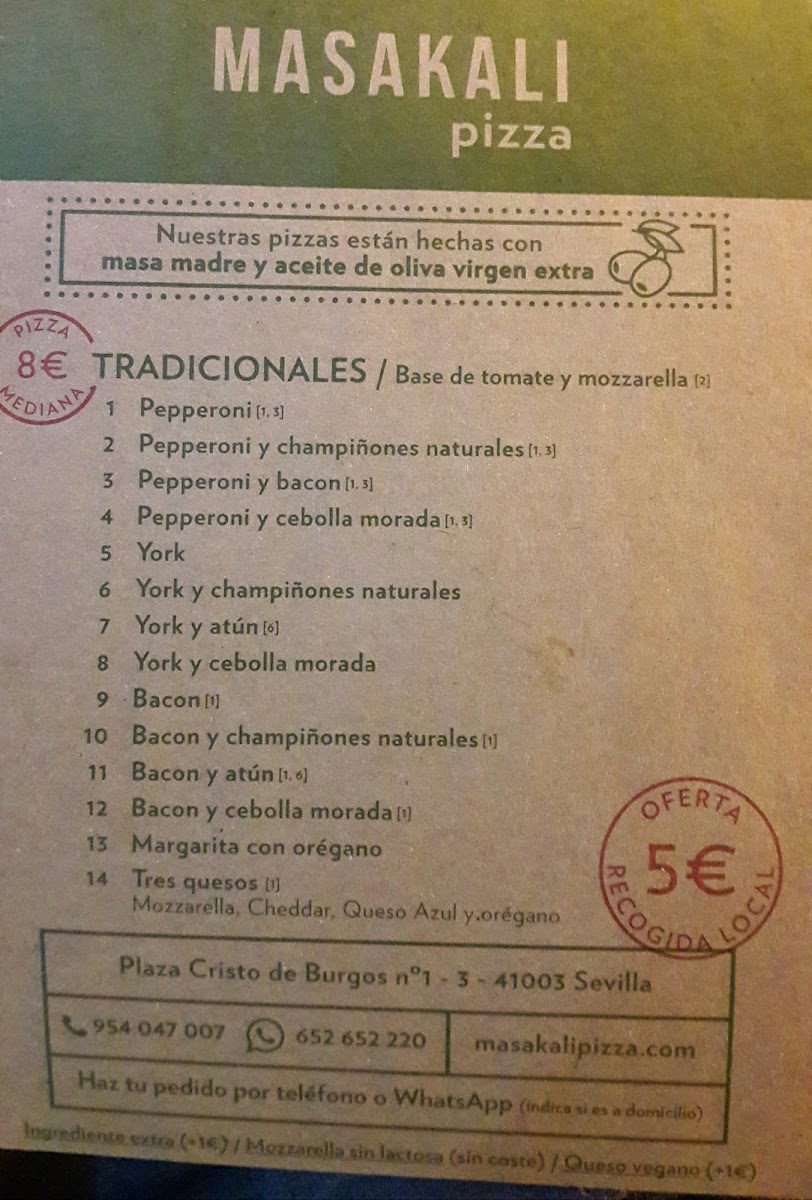 MASAKALI
pizza
Nuestras pizzas están hechas con
masa madre y aceite de oliva virgen extra
PIZZA
8€
MEDIANA
TRADICIONALES / Base de tomate y mozzarella [2]
1 Pepperoni [1, 3]
2 Pepperoni y champiñones naturales [1, 3]
3 Pepperoni y bacon [1, 3]
4 Pepperoni y cebolla morada [1, 3]
5 York
6 York y champiñones naturales
7 York y atún [6]
8 York y cebolla morada
9 Bacon [1]
10 Bacon y champiñones naturales [1]
11 Bacon y atún [1, 6]
12 Bacon y cebolla morada [1]
13 Margarita con orégano
14 Tres quesos [1]
Mozzarella, Cheddar, Queso Azul y orégano
OFERTA
5€
RECOGIDA LOCAL
Plaza Cristo de Burgos nº1 - 3 - 41003 Sevilla
954 047 007 652 652 220
masakalipizza.com
Haz tu pedido por teléfono o WhatsApp (indica si es a domicilio)
Ingrediente extra (+1€) / Mozzarella sin lactosa (sin coste) / Queso vegano (+1€)